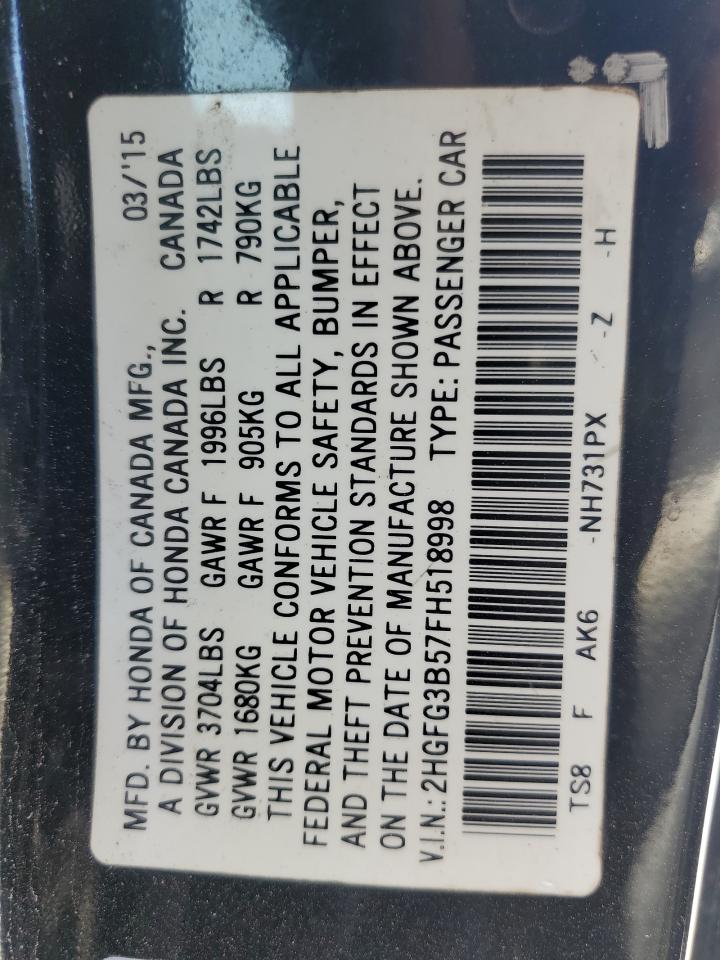 MFD. BY HONDA OF CANADA MFG., 03/'15
A DIVISION OF HONDA CANADA INC. CANADA
GVWR 3704LBS GAWR F 1996LBS R 1742LBS
GVWR 1680KG GAWR F 905KG R 790KG
THIS VEHICLE CONFORMS TO ALL APPLICABLE
FEDERAL MOTOR VEHICLE SAFETY, BUMPER,
AND THEFT PREVENTION STANDARDS IN EFFECT
ON THE DATE OF MANUFACTURE SHOWN ABOVE.
V.I.N.: 2HGFG3B57FH518998 TYPE: PASSENGER CAR
TS8 F AK6 -NH731PX -Z -H